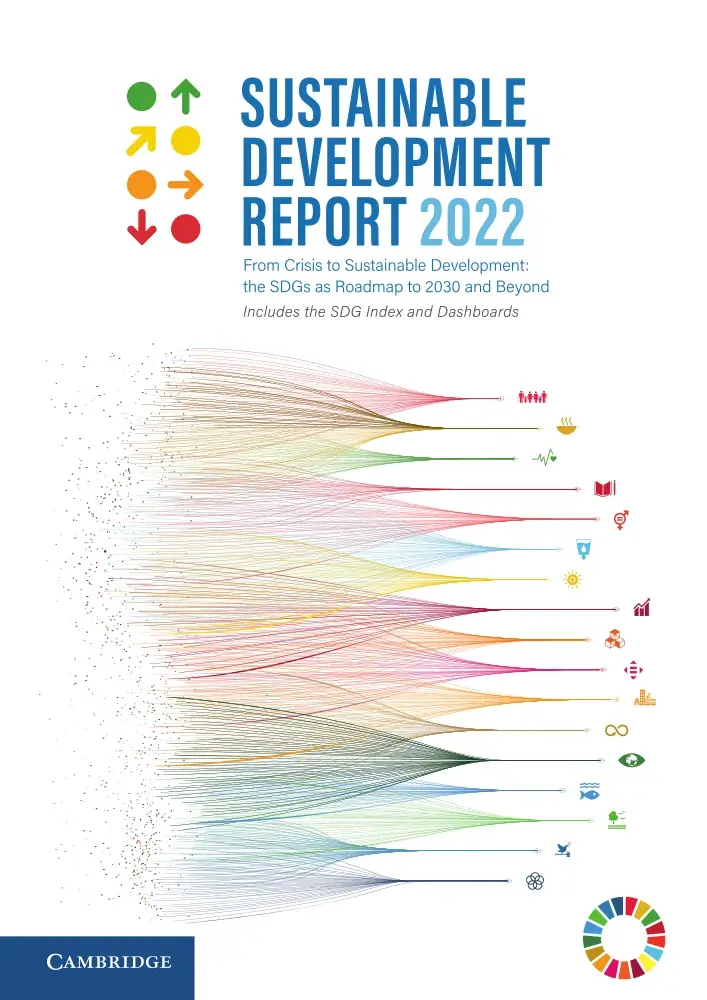 SUSTAINABLE
DEVELOPMENT
REPORT 2022
From Crisis to Sustainable Development:
the SDGs as Roadmap to 2030 and Beyond
Includes the SDG Index and Dashboards
CAMBRIDGE